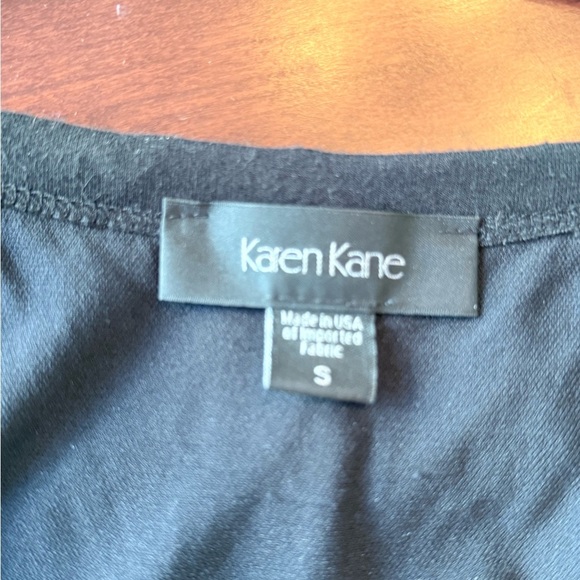 Karen Kane
Made in USA
of Imported
Fabric
S